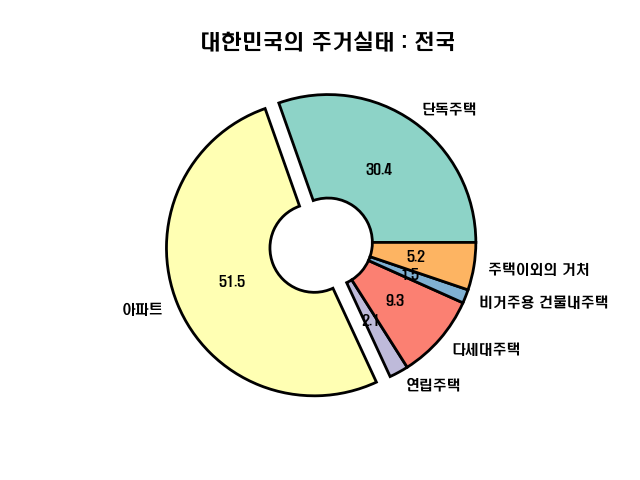 대한민국의 주거실태 : 전국
단독주택
30.4
아파트
51.5
연립주택
2.1
다세대주택
9.3
비거주용 건물내주택
1.5
주택이외의 거처
5.2